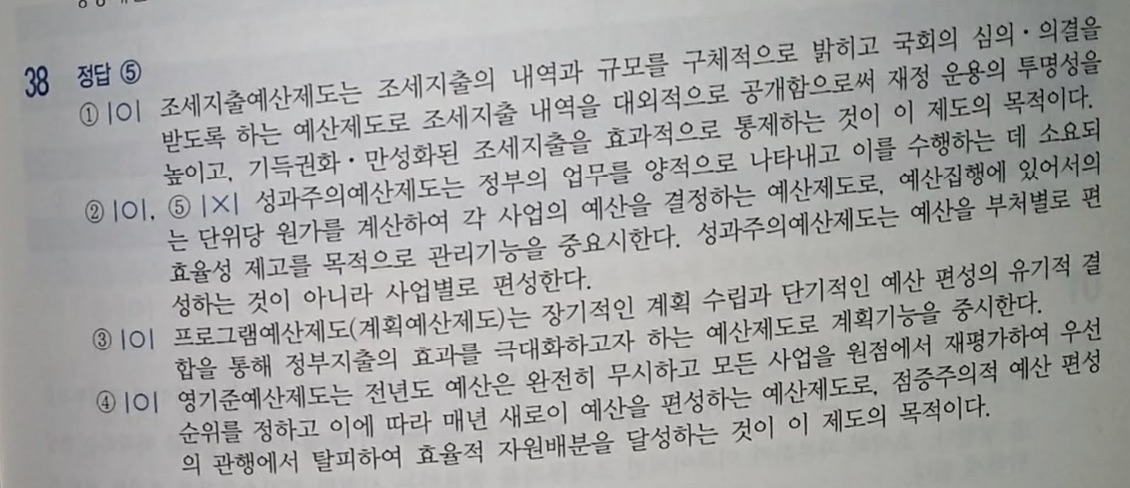 38 정답 ⑤
① |O| 조세지출예산제도는 조세지출의 내역과 규모를 구체적으로 밝히고 국회의 심의·의결을
받도록 하는 예산제도로 조세지출 내역을 대외적으로 공개함으로써 재정 운용의 투명성을
높이고, 기득권화·만성화된 조세지출을 효과적으로 통제하는 것이 이 제도의 목적이다.
② |O|, ⑤ |X| 성과주의예산제도는 정부의 업무를 양적으로 나타내고 이를 수행하는 데 소요되
는 단위당 원가를 계산하여 각 사업의 예산을 결정하는 예산제도로, 예산집행에 있어서의
효율성 제고를 목적으로 관리기능을 중요시한다. 성과주의예산제도는 예산을 부처별로 편
성하는 것이 아니라 사업별로 편성한다.
③ |O| 프로그램예산제도(계획예산제도)는 장기적인 계획 수립과 단기적인 예산 편성의 유기적 결
합을 통해 정부지출의 효과를 극대화하고자 하는 예산제도로 계획기능을 중시한다.
④ |O| 영기준예산제도는 전년도 예산은 완전히 무시하고 모든 사업을 원점에서 재평가하여 우선
순위를 정하고 이에 따라 매년 새로이 예산을 편성하는 예산제도로, 점증주의적 예산 편성
의 관행에서 탈피하여 효율적 자원배분을 달성하는 것이 이 제도의 목적이다.